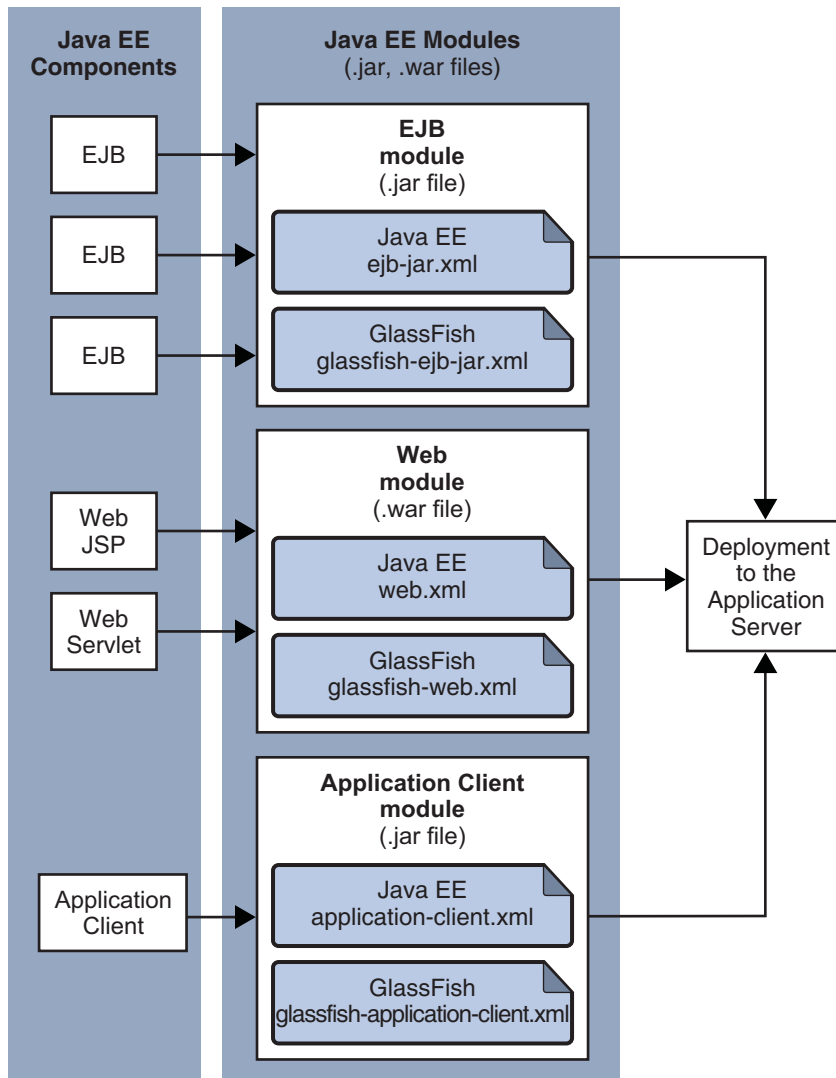 Java EE
Components
Java EE Modules
(.jar, .war files)
EJB
EJB
EJB
EJB
module
(.jar file)
Java EE
ejb-jar.xml
GlassFish
glassfish-ejb-jar.xml
Web
JSP
Web
Servlet
Web
module
(.war file)
Java EE
web.xml
GlassFish
glassfish-web.xml
Deployment
to the
Application
Server
Application
Client
Application Client
module
(.jar file)
Java EE
application-client.xml
GlassFish
glassfish-application-client.xml